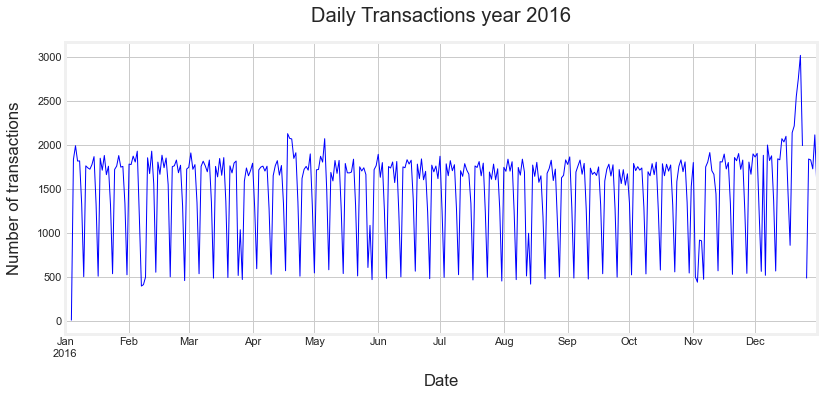 Daily Transactions year 2016
Number of transactions
3000
2500
2000
1500
1000
500
0
Jan Feb Mar Apr May Jun Jul Aug Sep Oct Nov Dec
2016
Date